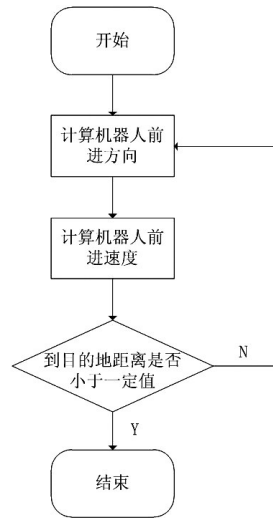 开始
计算机器人前
进方向
计算机器人前
进速度
到目的地距离是否
小于一定值
N
Y
结束